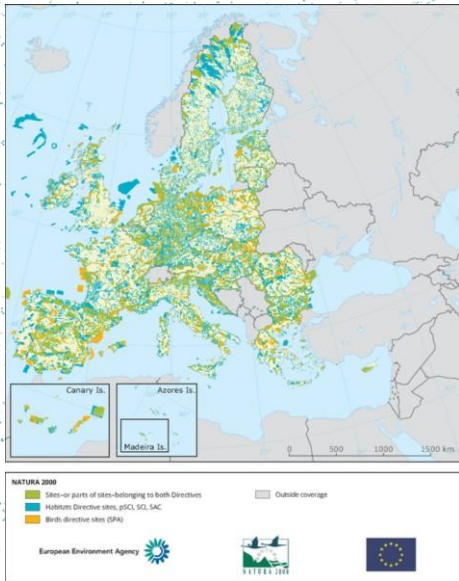 Canary Is.
Azores Is.
Madeira Is.
0 500 1000 1500 km
NATURA 2000
Sites-or parts of sites-belonging to both Directives
Outside coverage
Habitats Directive sites, pSCI, SCI, SAC
Birds directive sites (SPA)
European Environment Agency
NATURA 2000